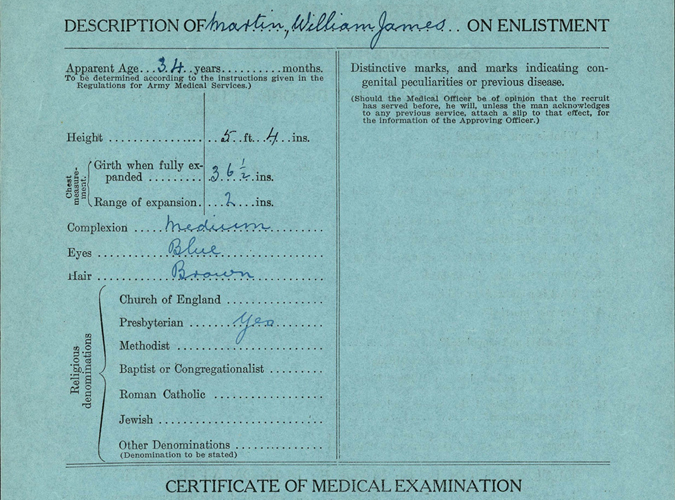 DESCRIPTION OF Martin, William James.. ON ENLISTMENT
Apparent Age...34..years..........months.
To be determined according to the instructions given in the
Regulations for Army Medical Services.)
Height ................5..ft..4...ins.
Chest measure-ment.
Girth when fully ex-
panded ......... 36 1/2..ins.
Range of expansion. ...2...ins.
Complexion .....Medium.....
Eyes .............Blue...........
Hair .............Brown..........
Religious denominations
Church of England ................
Presbyterian ........Yes........
Methodist .......................
Baptist or Congregationalist .........
Roman Catholic ..................
Jewish ..........................
Other Denominations ...............
(Denomination to be stated)
Distinctive marks, and marks indicating con-
genital peculiarities or previous disease.
(Should the Medical Officer be of opinion that the recruit
has served before, he will, unless the man acknowledges
to any previous service, attach a slip to that effect, for
the information of the Approving Officer.)
CERTIFICATE OF MEDICAL EXAMINATION